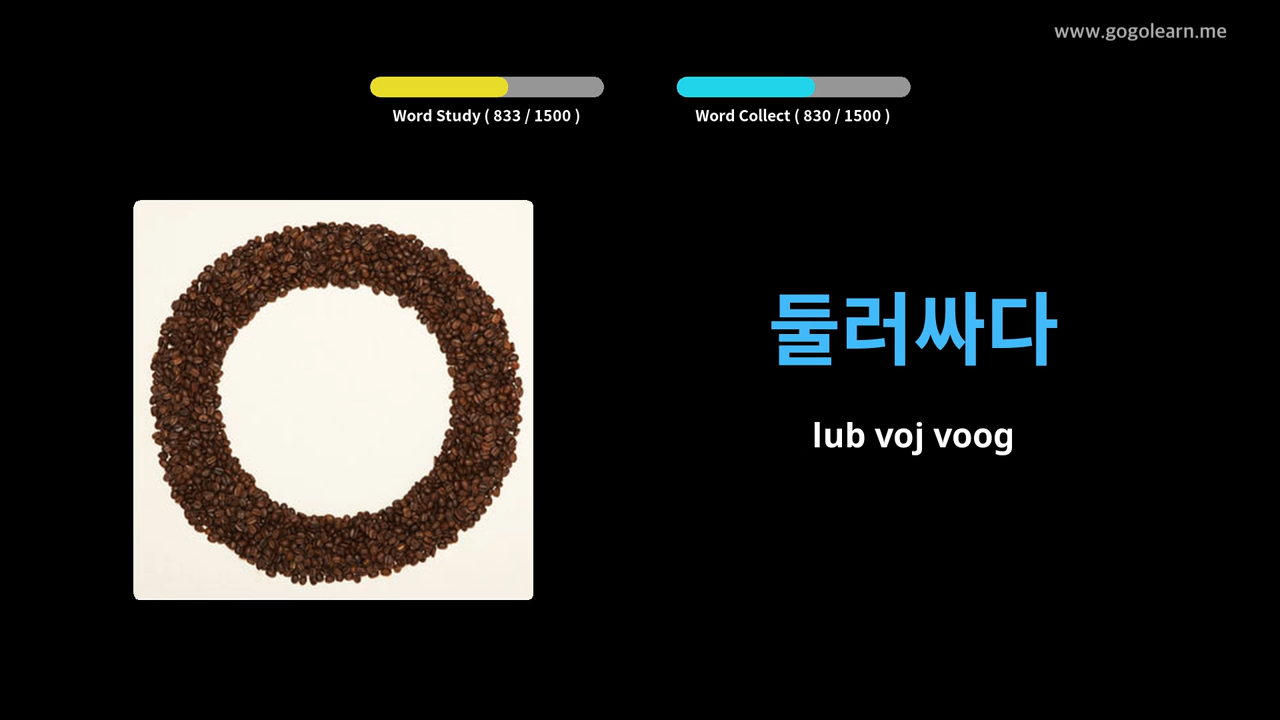 www.gogolearn.me
Word Study ( 833 / 1500 )
Word Collect ( 830 / 1500 )
둘러싸다
lub voj voog